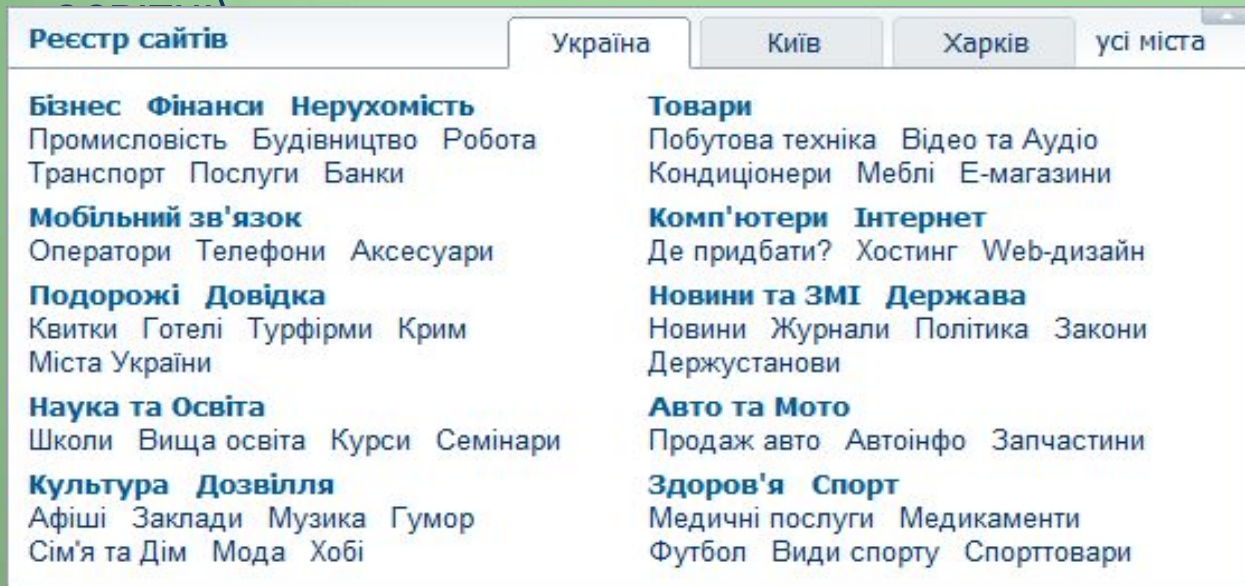 Реєстр сайтів Україна Київ Харків усі міста
Бізнес Фінанси Нерухомість
Промисловість Будівництво Робота
Транспорт Послуги Банки
Мобільний зв'язок
Оператори Телефони Аксесуари
Подорожі Довідка
Квитки Готелі Турфірми Крим
Міста України
Наука та Освіта
Школи Вища освіта Курси Семінари
Культура Дозвілля
Афіші Заклади Музика Гумор
Сім'я та Дім Мода Хобі
Товари
Побутова техніка Відео та Аудіо
Кондиціонери Меблі Е-магазини
Комп'ютери Інтернет
Де придбати? Хостинг Web-дизайн
Новини та ЗМІ Держава
Новини Журнали Політика Закони
Держустанови
Авто та Мото
Продаж авто Автоінфо Запчастини
Здоров'я Спорт
Медичні послуги Медикаменти
Футбол Види спорту Спорттовари